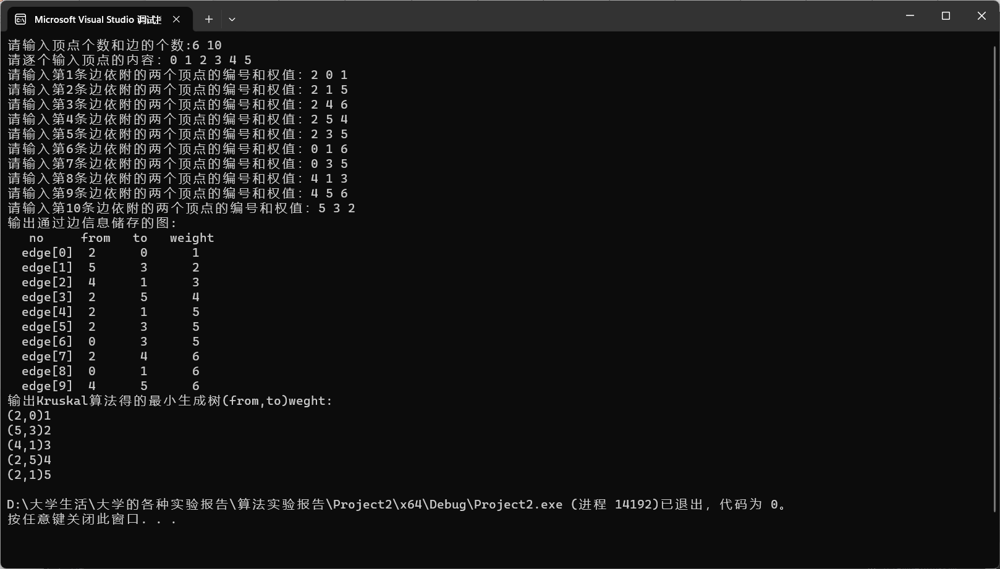 Microsoft Visual Studio 调试控
请输入顶点个数和边的个数:6 10
请逐个输入顶点的内容: 0 1 2 3 4 5
请输入第1条边依附的两个顶点的编号和权值: 2 0 1
请输入第2条边依附的两个顶点的编号和权值: 2 1 5
请输入第3条边依附的两个顶点的编号和权值: 2 4 6
请输入第4条边依附的两个顶点的编号和权值: 2 5 4
请输入第5条边依附的两个顶点的编号和权值: 2 3 5
请输入第6条边依附的两个顶点的编号和权值: 0 1 6
请输入第7条边依附的两个顶点的编号和权值: 0 3 5
请输入第8条边依附的两个顶点的编号和权值: 4 1 3
请输入第9条边依附的两个顶点的编号和权值: 4 5 6
请输入第10条边依附的两个顶点的编号和权值: 5 3 2
输出通过边信息储存的图:
no from to weight
edge[0] 2 0 1
edge[1] 5 3 2
edge[2] 4 1 3
edge[3] 2 5 4
edge[4] 2 1 5
edge[5] 2 3 5
edge[6] 0 3 5
edge[7] 2 4 6
edge[8] 0 1 6
edge[9] 4 5 6
输出Kruskal算法得的最小生成树(from,to)weght:
(2,0)1
(5,3)2
(4,1)3
(2,5)4
(2,1)5
D:\大学生活\大学的各种实验报告\算法实验报告\Project2\x64\Debug\Project2.exe (进程 14192)已退出, 代码为 0。
按任意键关闭此窗口. . .